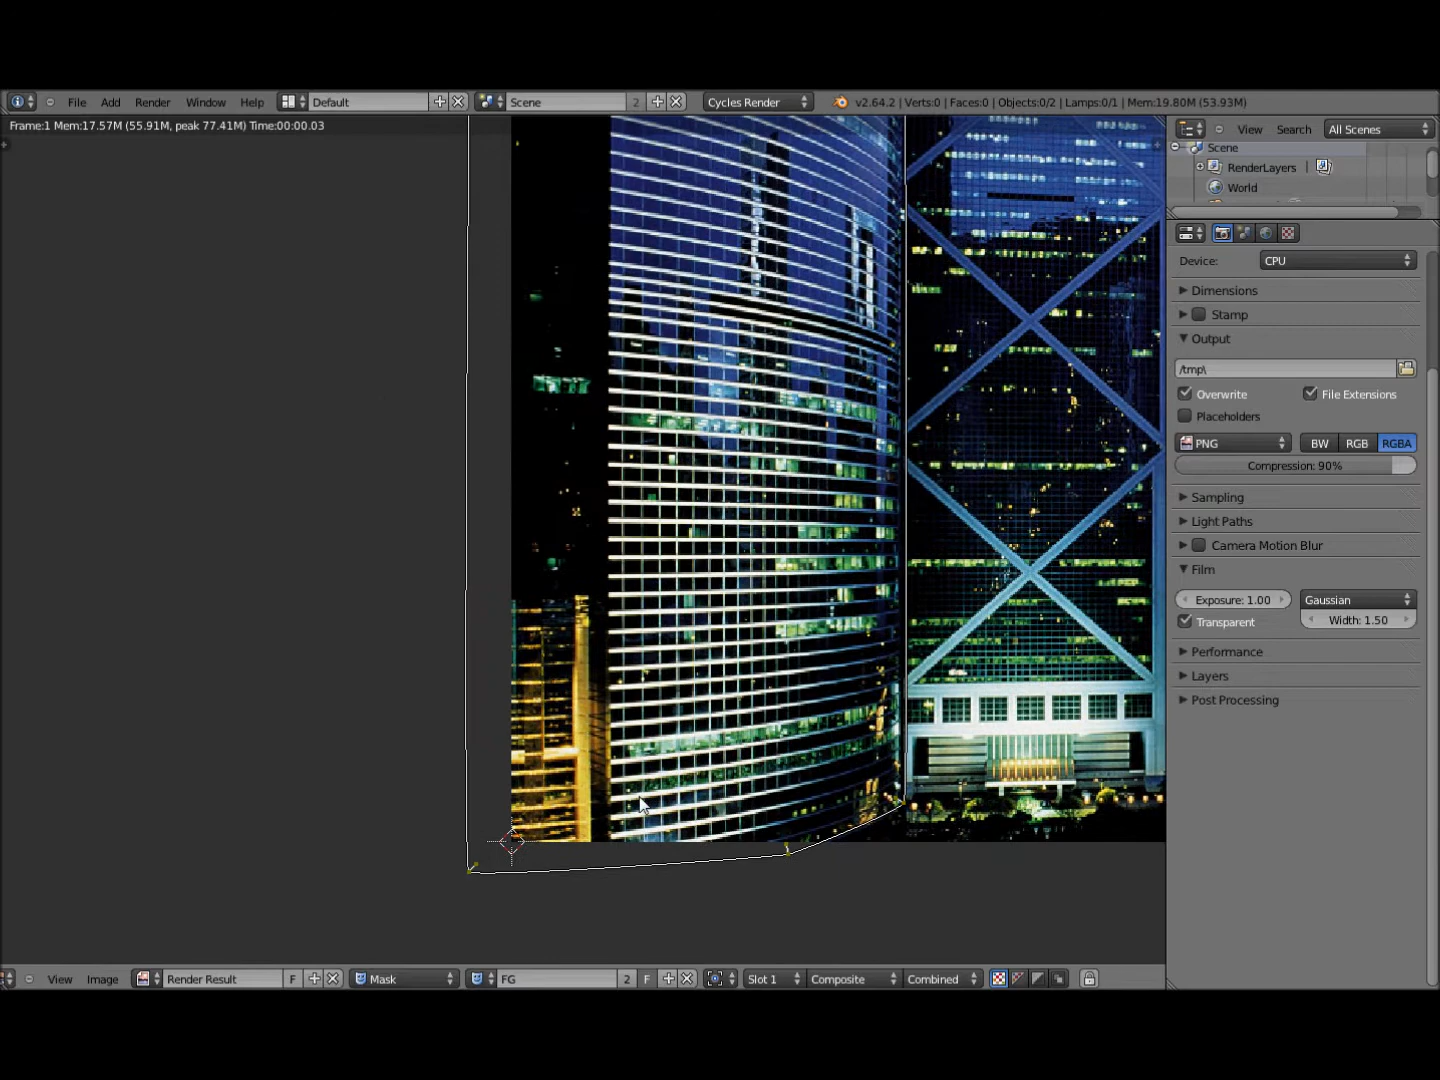 File Add Render Window Help Default Scene 2 Cycles Render v2.64.2 | Verts:0 | Faces:0 | Objects:0/2 | Lamps:0/1 | Mem:19.80M (53.93M)
Frame:1 Mem:17.57M (55.91M, peak 77.41M) Time:00:00.03
View Search All Scenes
Scene
RenderLayers
World
Device: CPU
Dimensions
Stamp
Output
/tmp\
Overwrite File Extensions
Placeholders
PNG BW RGB RGBA
Compression: 90%
Sampling
Light Paths
Camera Motion Blur
Film
Exposure: 1.00 Gaussian
Transparent Width: 1.50
Performance
Layers
Post Processing
View Image Render Result F Mask FG 2 F Slot 1 Composite Combined